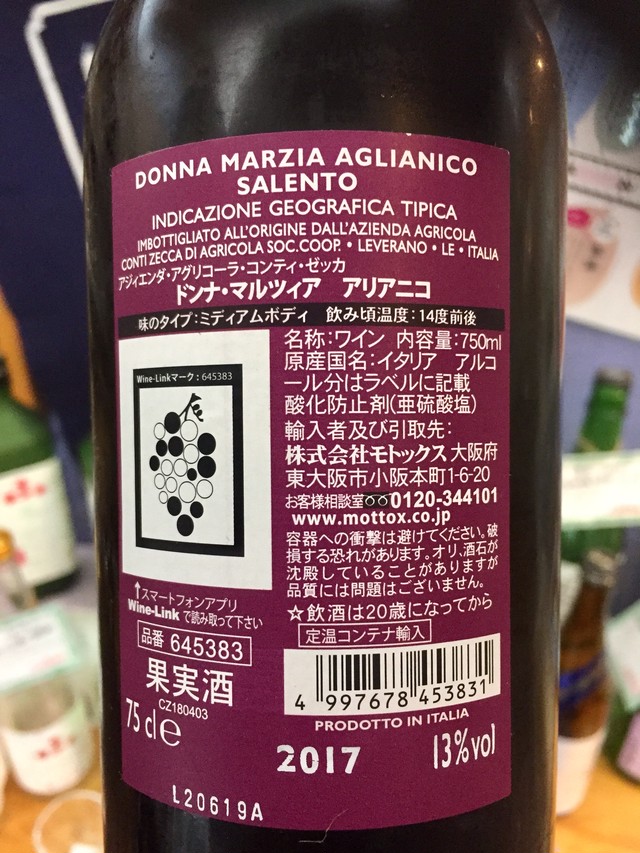 DONNA MARZIA AGLIANICO
SALENTO
INDICAZIONE GEOGRAFICA TIPICA
IMBOTTIGLIATO ALL'ORIGINE DALL'AZIENDA AGRICOLA
CONTI ZECCA DI AGRICOLA SOC.COOP. • LEVERANO • LE • ITALIA
アジィエンダ・アグリコーラ・コンティ・ゼッカ
ドンナ・マルツィア アリアニコ
味のタイプ:ミディアムボディ 飲み頃温度:14度前後
Wine-Linkマーク:645383
↑スマートフォンアプリ
Wine-Linkで読み取って下さい
品番 645383
果実酒
CZ180403
75 cl e
名称:ワイン 内容量:750ml
原産国名:イタリア アルコ
ール分はラベルに記載
酸化防止剤(亜硫酸塩)
輸入者及び引取先:
株式会社モトックス 大阪府
東大阪市小阪本町1-6-20
お客様相談室 0120-344101
www.mottox.co.jp
容器への衝撃は避けてください。破
損する恐れがあります。オリ、酒石が
沈殿していることがありますが
品質には問題はございません。
☆飲酒は20歳になってから
定温コンテナ輸入
4 997678 453831
PRODOTTO IN ITALIA
2017
13%vol
L20619A